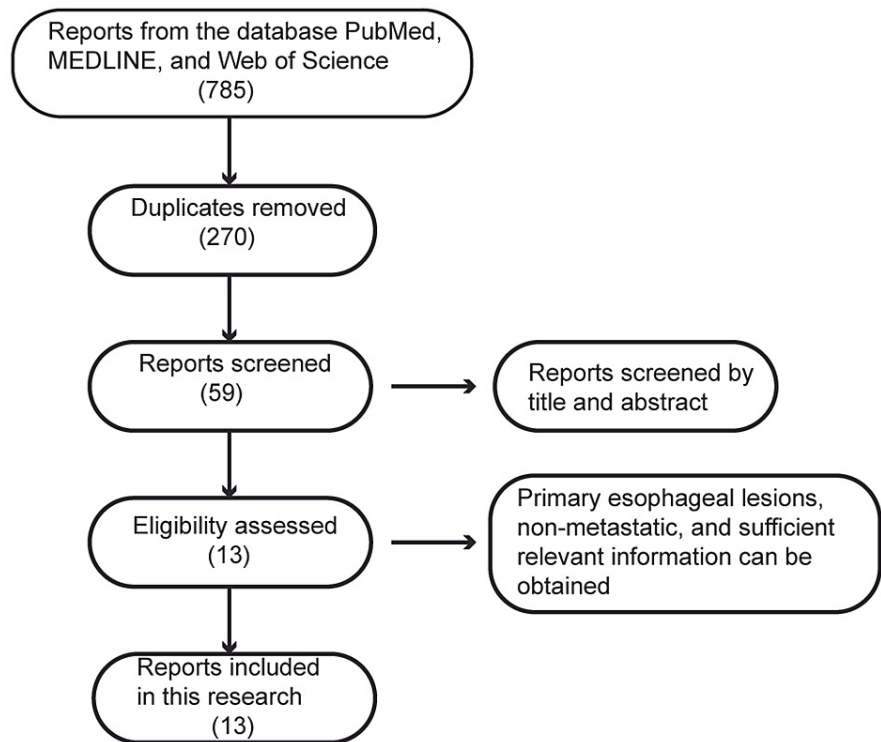 Reports from the database PubMed,
MEDLINE, and Web of Science
(785)
Duplicates removed
(270)
Reports screened
(59)
Reports screened by
title and abstract
Eligibility assessed
(13)
Primary esophageal lesions,
non-metastatic, and sufficient
relevant information can be
obtained
Reports included
in this research
(13)